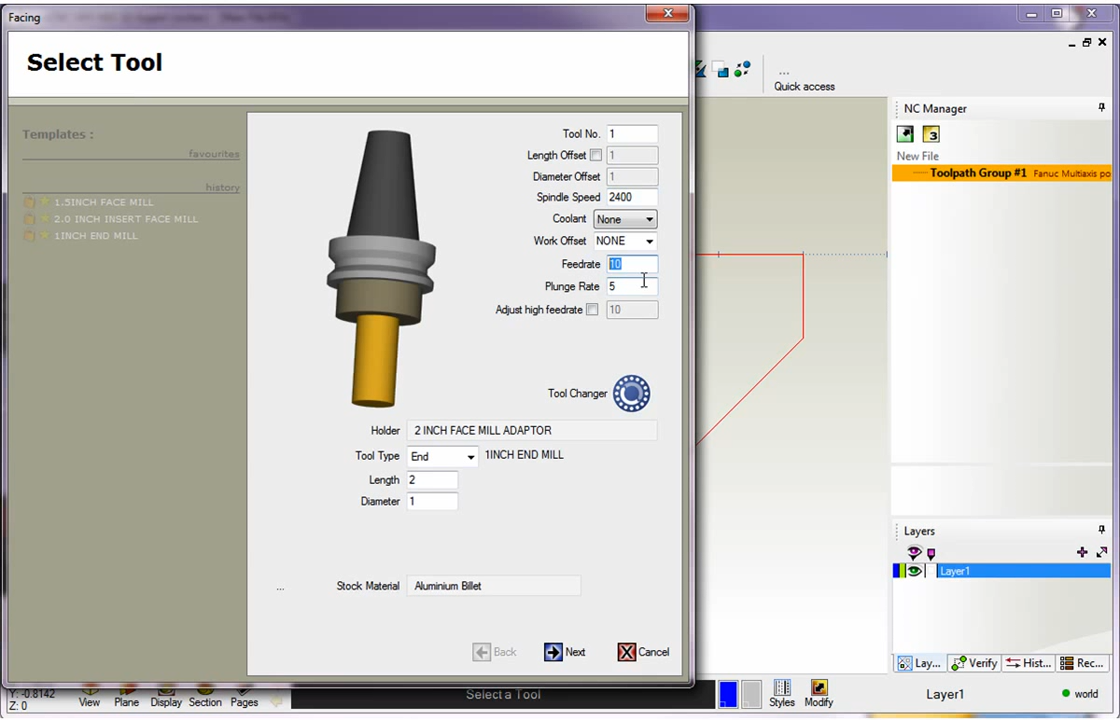 Facing
Select Tool
Templates :
favourites
history
1.5INCH FACE MILL
2.0 INCH INSERT FACE MILL
1INCH END MILL
Tool No. 1
Length Offset 1
Diameter Offset 1
Spindle Speed 2400
Coolant None
Work Offset NONE
Feedrate 10
Plunge Rate 5
Adjust high feedrate 10
Tool Changer
Holder 2 INCH FACE MILL ADAPTOR
Tool Type End 1INCH END MILL
Length 2
Diameter 1
... Stock Material Aluminium Billet
Back Next Cancel
...
Quick access
NC Manager
3
New File
Toolpath Group #1 Fanuc Multiaxis po
Layers
Layer1
Lay... Verify Hist... Rec...
Y: -0.8142
Z: 0
View Plane Display Section Pages
Select a Tool
Styles Modify
Layer1
world